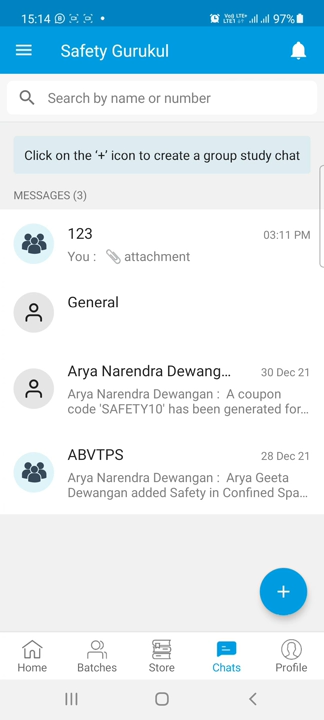 15:14 97%
Safety Gurukul
Search by name or number
Click on the '+' icon to create a group study chat
MESSAGES (3)
123 03:11 PM
You : attachment
General
Arya Narendra Dewang... 30 Dec 21
Arya Narendra Dewangan : A coupon
code 'SAFETY10' has been generated for...
ABVTPS 28 Dec 21
Arya Narendra Dewangan : Arya Geeta
Dewangan added Safety in Confined Spa...
+
Home Batches Store Chats Profile